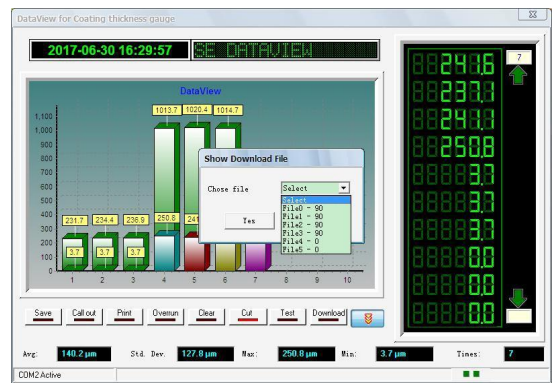 DataView for Coating thickness gauge
2017-06-30 16:29:57
SE DATAVIEW
DataView
1013.7 1020.4 1014.7
1,100
1,000
900
800
700
600
500
400
300
200
100
0
231.7 234.4 236.9 250.8 241
3.7 3.7 3.7
1 2 3 4 5 6 7 8 9 10
Show Download File
Chose file
Select
Select
File0 - 90
File1 - 90
File2 - 90
File3 - 90
File4 - 0
File5 - 0
Yes
7
241.6
237.1
241.1
250.8
3.7
3.7
3.7
0.0
0.0
0.0
Save Call out Print Overrun Clear Cut Test Download
Avg: 140.2 µm Std. Dev. 127.8 µm Max: 250.8 µm Min: 3.7 µm Times: 7
COM2 Active